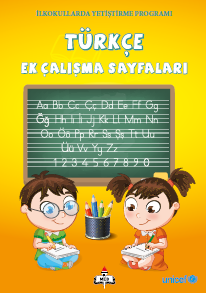 İLKOKULLARDA YETİŞTİRME PROGRAMI
TÜRKÇE
EK ÇALIŞMA SAYFALARI
Aa Bb Cc Çç Dd Ee Ff Gg
Ğğ Hh Iı İi Jj Kk Ll Mm Nn
Oo Öö Pp Rr Ss Şş Tt Uu
Üü Vv Yy Zz
1 2 3 4 5 6 7 8 9 0
MEB
unicef